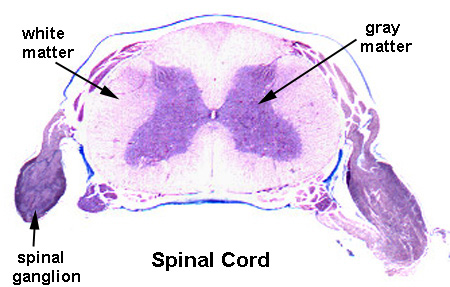 white
matter
gray
matter
spinal
ganglion
Spinal Cord